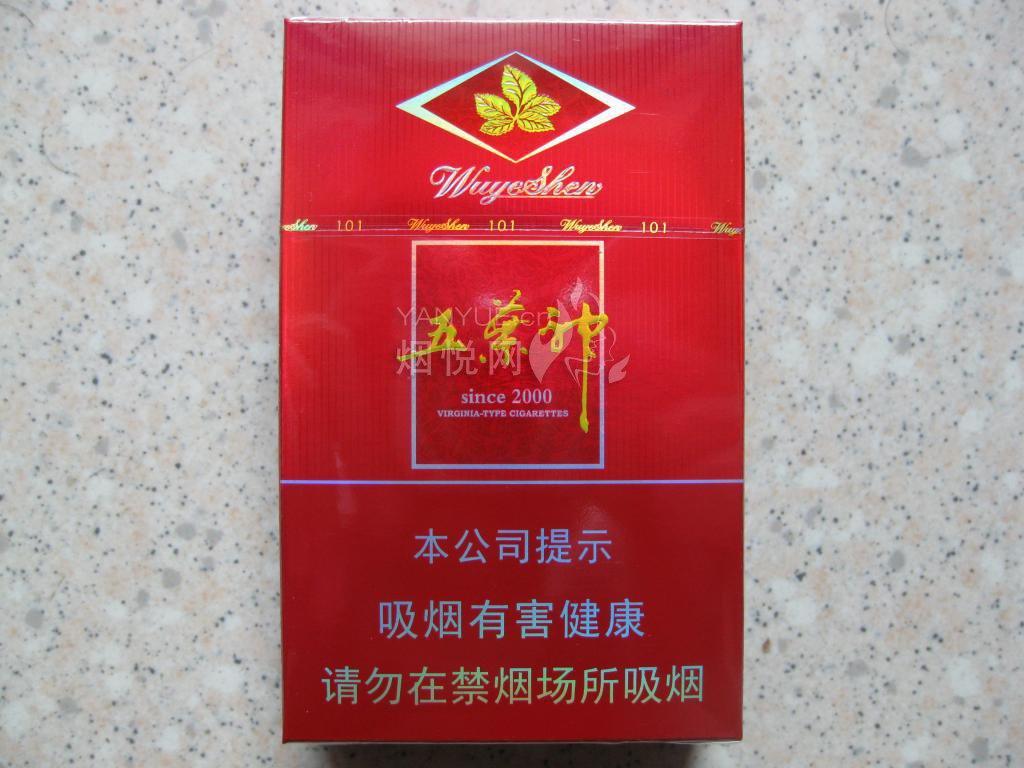 WuyeShen
WuyeShen 101 WuyeShen 101 WuyeShen 101 Wuye
YANYUE.cn
五葉神
烟悦网
since 2000
VIRGINIA-TYPE CIGARETTES
本公司提示
吸烟有害健康
请勿在禁烟场所吸烟